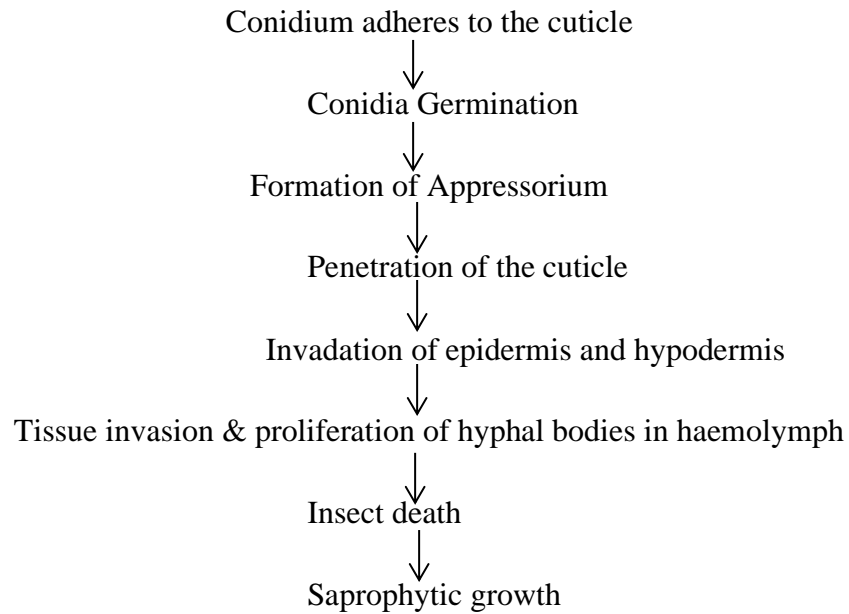 Conidium adheres to the cuticle
Conidia Germination
Formation of Appressorium
Penetration of the cuticle
Invadation of epidermis and hypodermis
Tissue invasion & proliferation of hyphal bodies in haemolymph
Insect death
Saprophytic growth